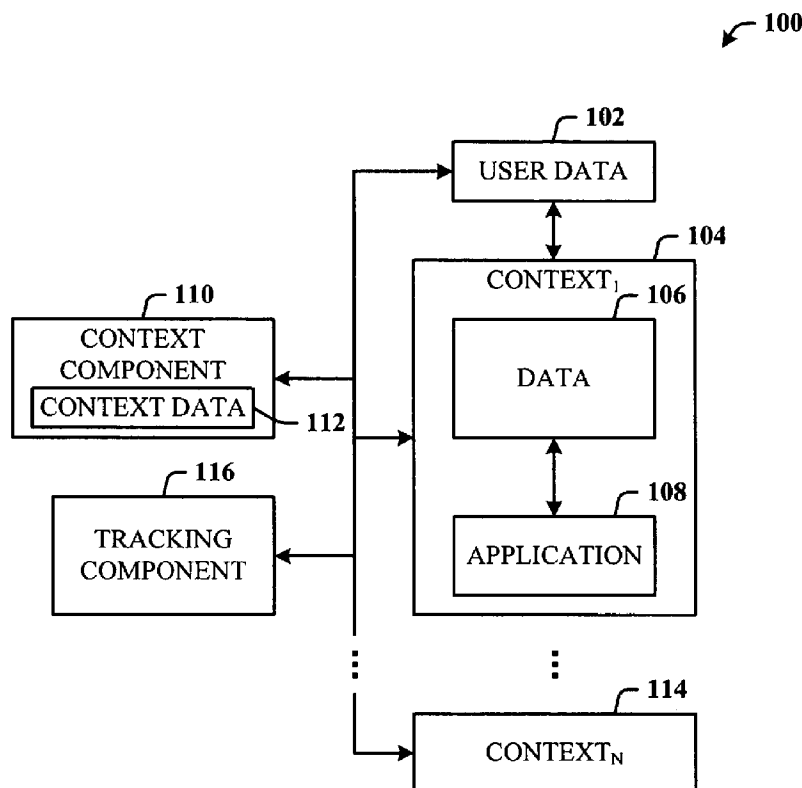 100
102
USER DATA
104
CONTEXT₁
106
DATA
108
APPLICATION
110
CONTEXT
COMPONENT
CONTEXT DATA
112
116
TRACKING
COMPONENT
114
CONTEXT_N